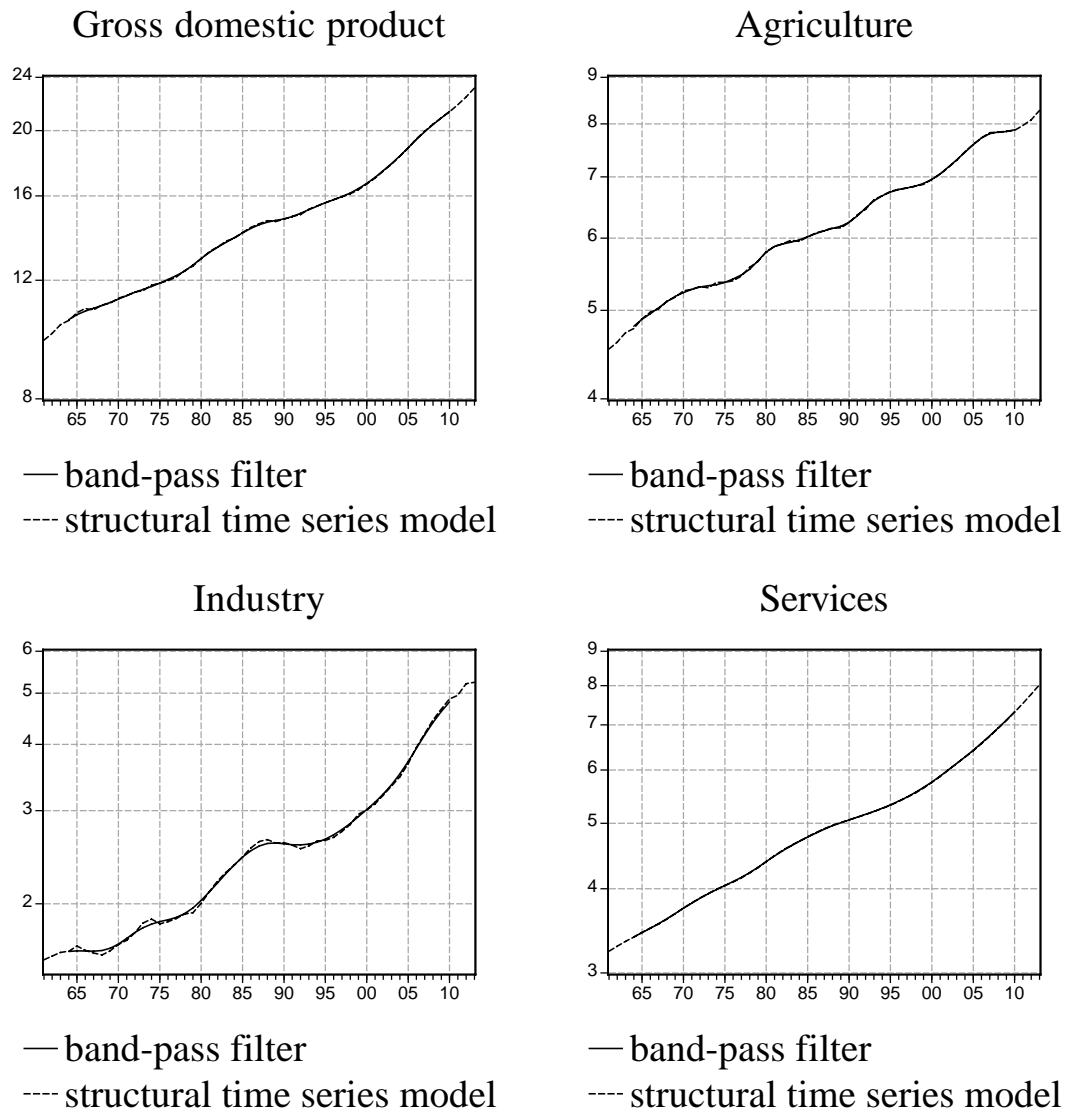 Gross domestic product
24
20
16
12
8
65 70 75 80 85 90 95 00 05 10
band-pass filter
structural time series model
Agriculture
9
8
7
6
5
4
65 70 75 80 85 90 95 00 05 10
band-pass filter
structural time series model
Industry
6
5
4
3
2
65 70 75 80 85 90 95 00 05 10
band-pass filter
structural time series model
Services
9
8
7
6
5
4
3
65 70 75 80 85 90 95 00 05 10
band-pass filter
structural time series model